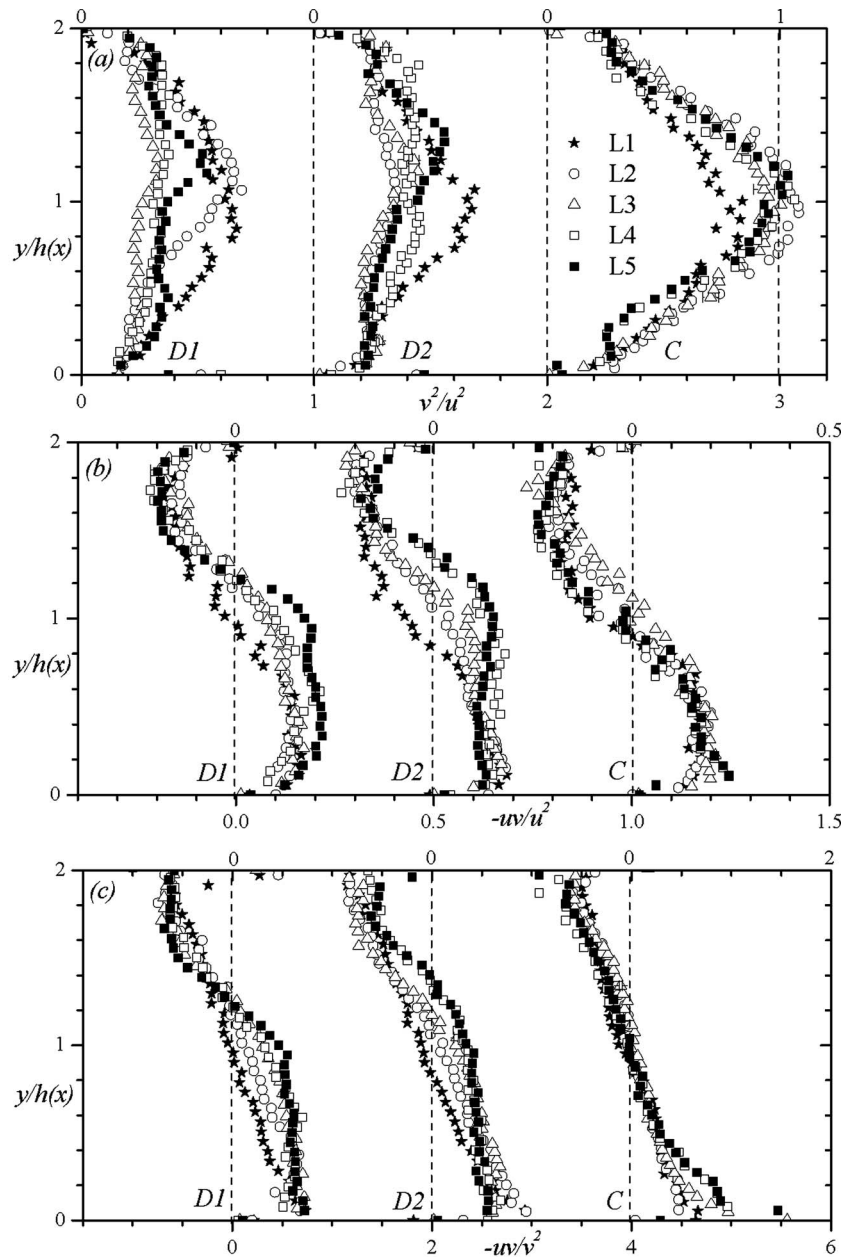 0 0 0 1
2
(a)
L1
L2
L3
L4
L5
y/h(x)
1
D1 D2 C
0
0 1 2 3
v²/u²
0 0 0 0.5
2
(b)
1
y/h(x)
D1 D2 C
0
0.0 0.5 1.0 1.5
-uv/u²
0 0 0 2
2
(c)
1
y/h(x)
D1 D2 C
0
0 2 4 6
-uv/v²